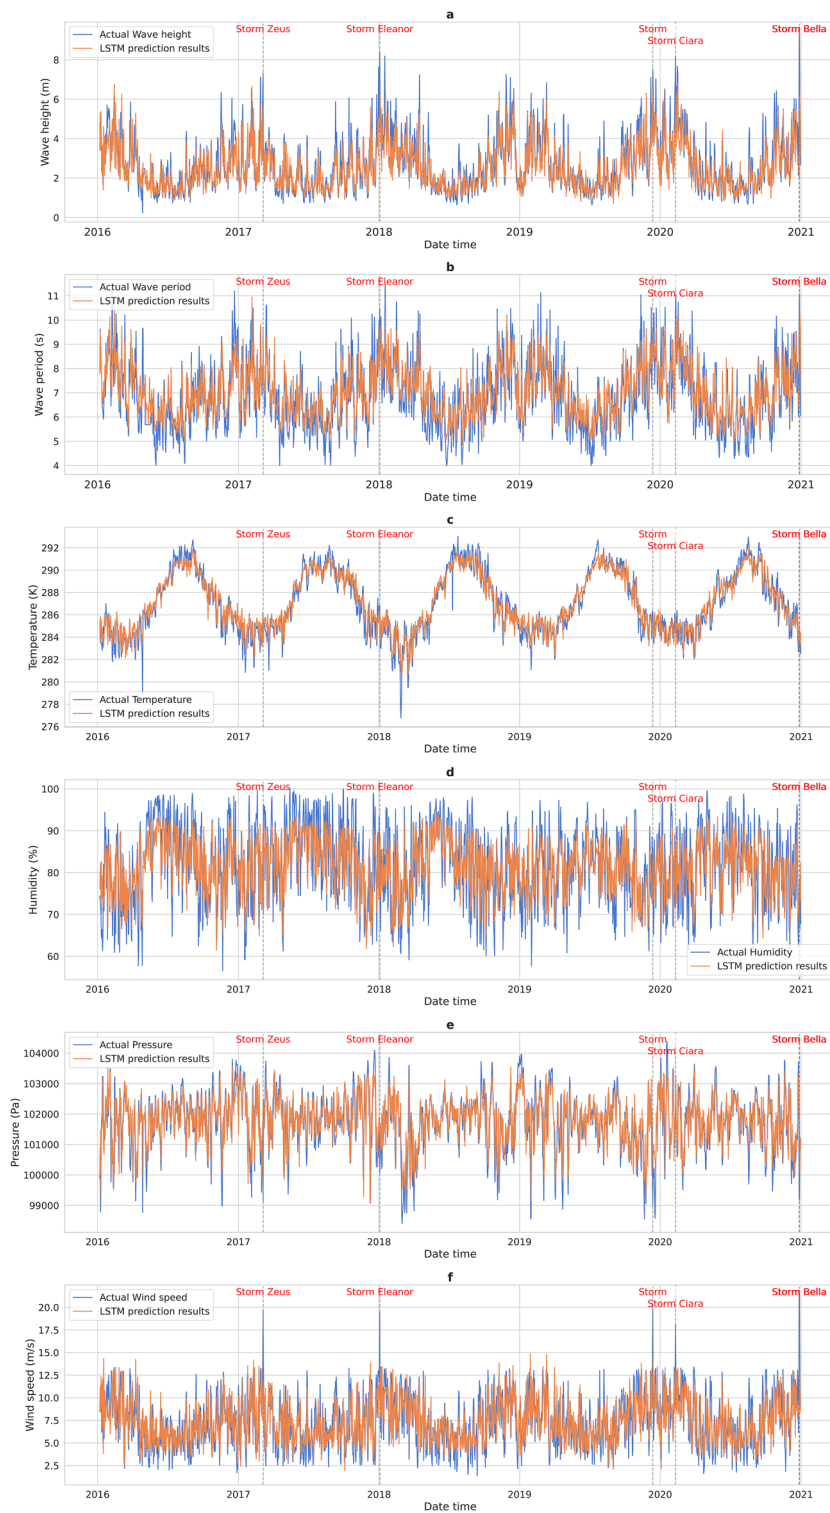 a
Storm Zeus
Storm Eleanor
Storm
Storm Bella
Storm Ciara
Actual Wave height
LSTM prediction results
Wave height (m)
8
6
4
2
0
2016 2017 2018 2019 2020 2021
Date time
b
Storm Zeus
Storm Eleanor
Storm
Storm Bella
Storm Ciara
Actual Wave period
LSTM prediction results
Wave period (s)
11
10
9
8
7
6
5
4
2016 2017 2018 2019 2020 2021
Date time
c
Storm Zeus
Storm Eleanor
Storm
Storm Bella
Storm Ciara
Temperature (K)
292
290
288
286
284
282
280
278
276
Actual Temperature
LSTM prediction results
2016 2017 2018 2019 2020 2021
Date time
d
Storm Zeus
Storm Eleanor
Storm
Storm Bella
Storm Ciara
Humidity (%)
100
90
80
70
60
Actual Humidity
LSTM prediction results
2016 2017 2018 2019 2020 2021
Date time
e
Storm Zeus
Storm Eleanor
Storm
Storm Bella
Storm Ciara
Actual Pressure
LSTM prediction results
Pressure (Pa)
104000
103000
102000
101000
100000
99000
2016 2017 2018 2019 2020 2021
Date time
f
Storm Zeus
Storm Eleanor
Storm
Storm Bella
Storm Ciara
Actual Wind speed
LSTM prediction results
Wind speed (m/s)
20.0
17.5
15.0
12.5
10.0
7.5
5.0
2.5
2016 2017 2018 2019 2020 2021
Date time